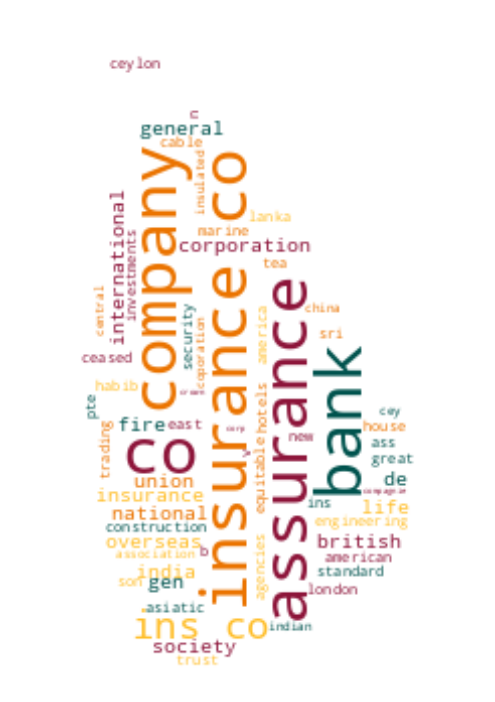 ceylon
c
general
cable
company
insurance co
insulated
lanka
marine
corporation
international
investments
tea
assurance
central
china
security
america
coporation
sri
bank
ceased
habib
crown
pte
hotels
cey
fire
east
house
trading
co
new
ass
equitable
corp
great
union
de
insurance
compagnie
national
ins
life
construction
engineering
overseas
agencies
british
association
b
american
india
standard
son
gen
london
asiatic
ins co
indian
society
trust